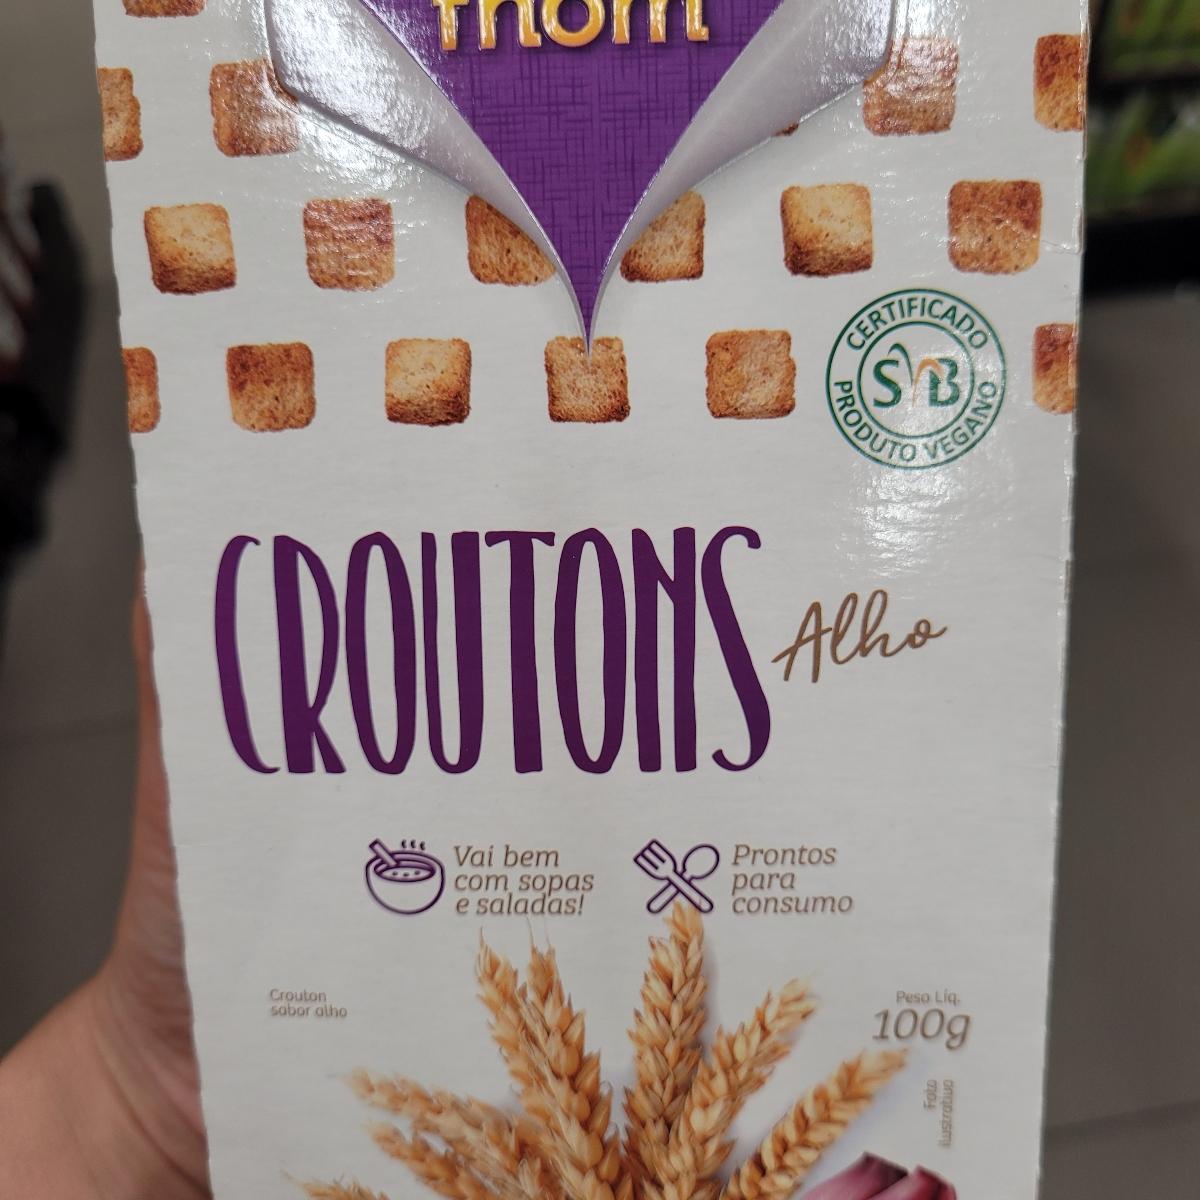 Thom
CERTIFICADO
SVB
PRODUTO VEGANO
CROUTONS
Alho
Vai bem
com sopas
e saladas!
Prontos
para
consumo
Crouton
sabor alho
Peso Líq.
100g
Foto
ilustrativa